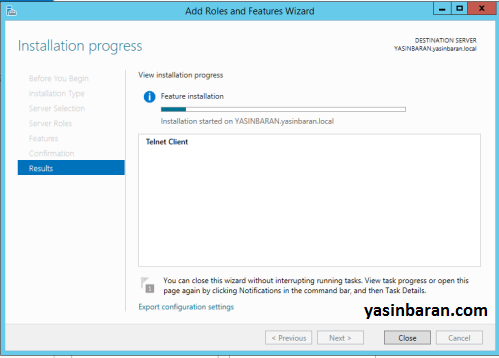 Add Roles and Features Wizard
Installation progress
DESTINATION SERVER
YASINBARAN.yasinbaran.local
Before You Begin
Installation Type
Server Selection
Server Roles
Features
Confirmation
Results
View installation progress
Feature installation
Installation started on YASINBARAN.yasinbaran.local
Telnet Client
1
You can close this wizard without interrupting running tasks. View task progress or open this
page again by clicking Notifications in the command bar, and then Task Details.
Export configuration settings
yasinbaran.com
< Previous
Next >
Close
Cancel